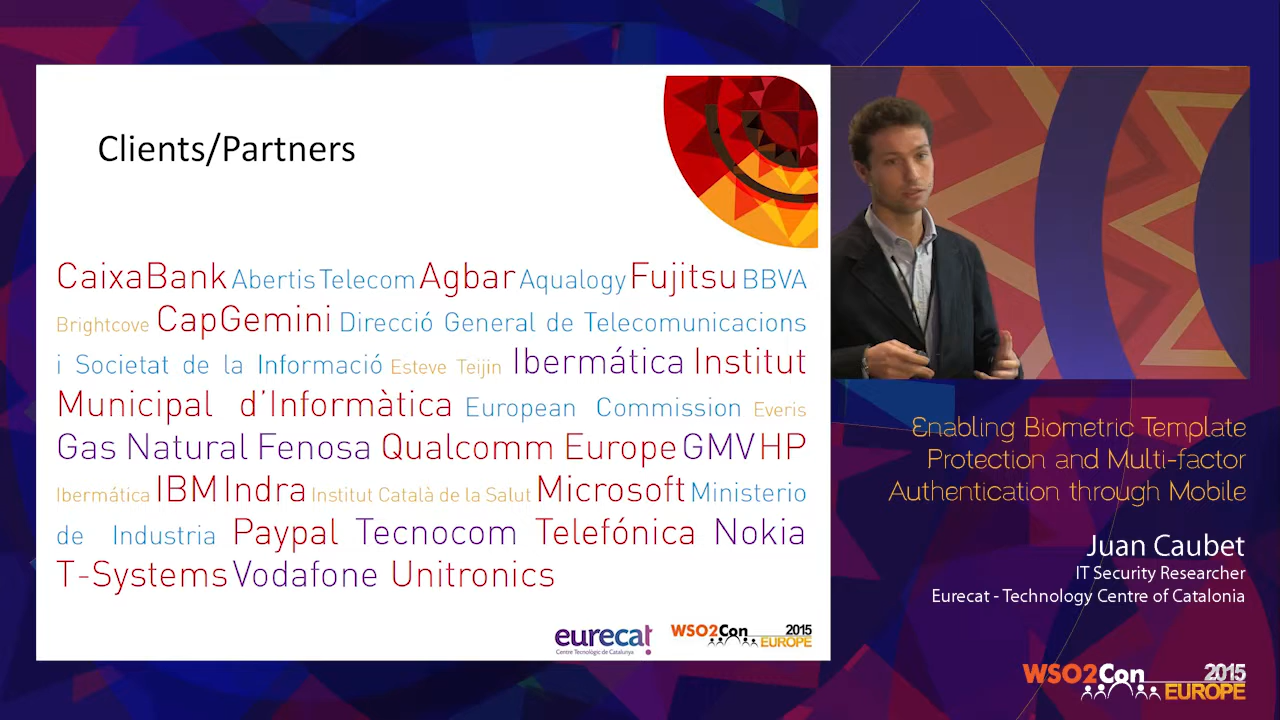 Clients/Partners
CaixaBank Abertis Telecom Agbar Aqualogy Fujitsu BBVA
Brightcove CapGemini Direcció General de Telecomunicacions
i Societat de la Informació Esteve Teijin Ibermática Institut
Municipal d’Informàtica European Commission Everis
Gas Natural Fenosa Qualcomm Europe GMV HP
Ibermática IBM Indra Institut Català de la Salut Microsoft Ministerio
de Industria Paypal Tecnocom Telefónica Nokia
T-Systems Vodafone Unitronics
eurecat
Centre Tecnològic de Catalunya
WSO2Con 2015
EUROPE
Enabling Biometric Template
Protection and Multi-factor
Authentication through Mobile
Juan Caubet
IT Security Researcher
Eurecat - Technology Centre of Catalonia
WSO2Con 2015
EUROPE